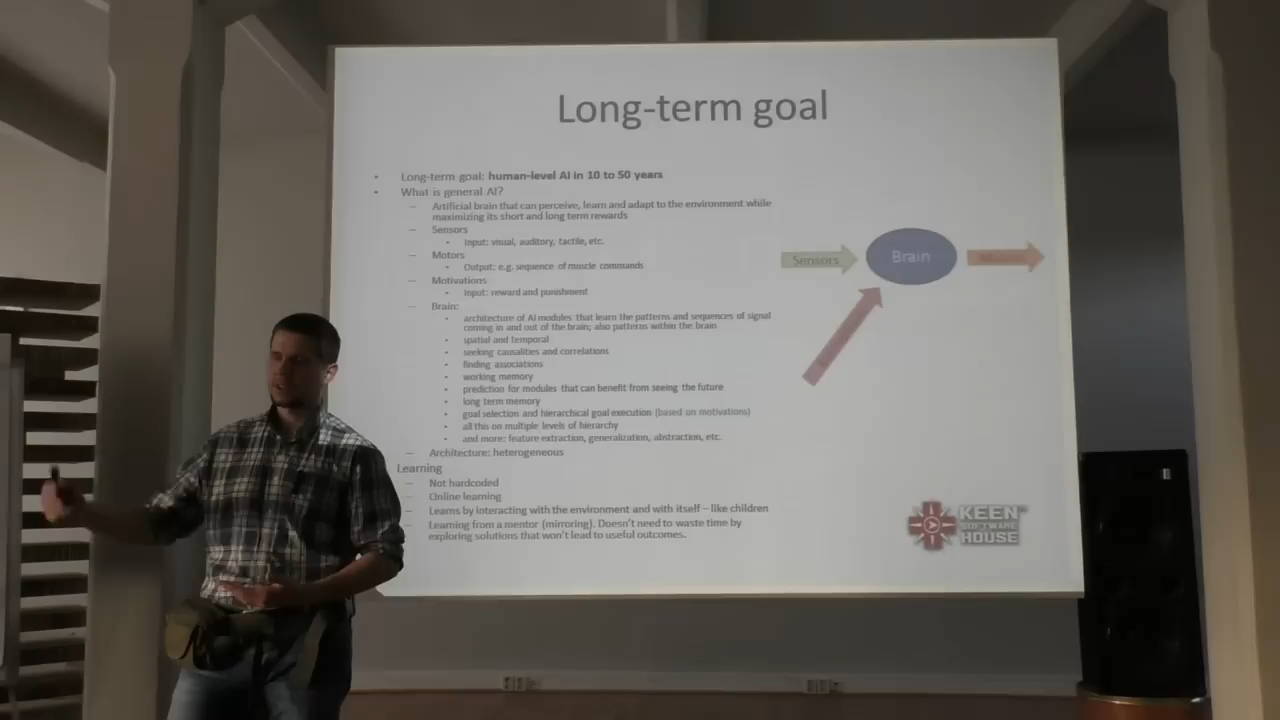 Long-term goal
• Long-term goal: human-level AI in 10 to 50 years
• What is general AI?
– Artificial brain that can perceive, learn and adapt to the environment while
maximizing its short and long term rewards
– Sensors
• Input: visual, auditory, tactile, etc.
– Motors
• Output: e.g. sequence of muscle commands
– Motivations
• Input: reward and punishment
– Brain:
• architecture of AI modules that learn the patterns and sequences of signal
coming in and out of the brain; also patterns within the brain
• spatial and temporal
• seeking causalities and correlations
• finding associations
• working memory
• prediction for modules that can benefit from seeing the future
• long term memory
• goal selection and hierarchical goal execution (based on motivations)
• all this on multiple levels of hierarchy
• and more: feature extraction, generalization, abstraction, etc.
– Architecture: heterogeneous
Learning
– Not hardcoded
– Online learning
– Learns by interacting with the environment and with itself – like children
– Learning from a mentor (mirroring). Doesn't need to waste time by
exploring solutions that won't lead to useful outcomes.
Sensors
Brain
KEEN
SOFTWARE
HOUSE